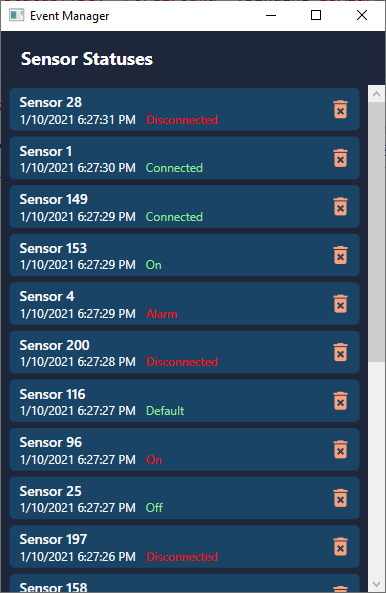 Event Manager
Sensor Statuses
Sensor 28
1/10/2021 6:27:31 PM Disconnected
Sensor 1
1/10/2021 6:27:30 PM Connected
Sensor 149
1/10/2021 6:27:29 PM Connected
Sensor 153
1/10/2021 6:27:29 PM On
Sensor 4
1/10/2021 6:27:29 PM Alarm
Sensor 200
1/10/2021 6:27:28 PM Disconnected
Sensor 116
1/10/2021 6:27:27 PM Default
Sensor 96
1/10/2021 6:27:27 PM On
Sensor 25
1/10/2021 6:27:27 PM Off
Sensor 197
1/10/2021 6:27:26 PM Disconnected
Sensor 158